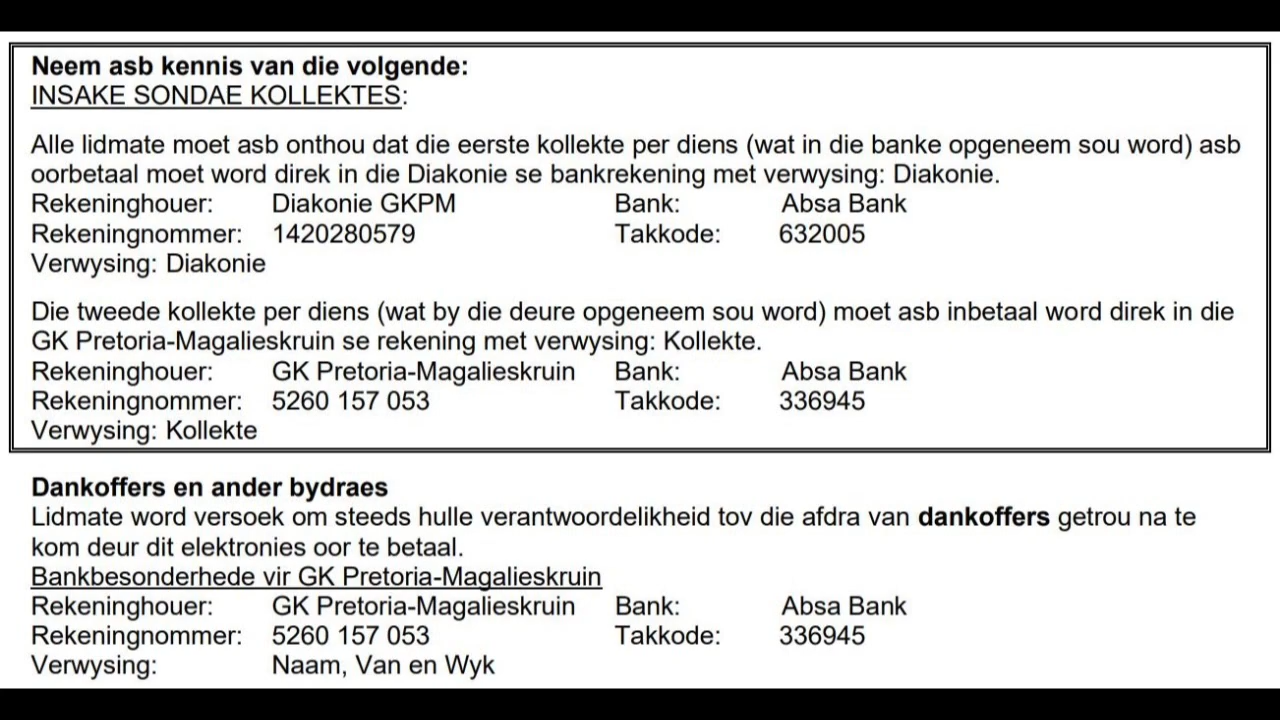 Neem asb kennis van die volgende:
INSAKE SONDAE KOLLEKTES:
Alle lidmate moet asb onthou dat die eerste kollekte per diens (wat in die banke opgeneem sou word) asb
oorbetaal moet word direk in die Diakonie se bankrekening met verwysing: Diakonie.
Rekeninghouer: Diakonie GKPM Bank: Absa Bank
Rekeningnommer: 1420280579 Takkode: 632005
Verwysing: Diakonie
Die tweede kollekte per diens (wat by die deure opgeneem sou word) moet asb inbetaal word direk in die
GK Pretoria-Magalieskruin se rekening met verwysing: Kollekte.
Rekeninghouer: GK Pretoria-Magalieskruin Bank: Absa Bank
Rekeningnommer: 5260 157 053 Takkode: 336945
Verwysing: Kollekte
Dankoffers en ander bydraes
Lidmate word versoek om steeds hulle verantwoordelikheid tov die afdra van dankoffers getrou na te
kom deur dit elektronies oor te betaal.
Bankbesonderhede vir GK Pretoria-Magalieskruin
Rekeninghouer: GK Pretoria-Magalieskruin Bank: Absa Bank
Rekeningnommer: 5260 157 053 Takkode: 336945
Verwysing: Naam, Van en Wyk